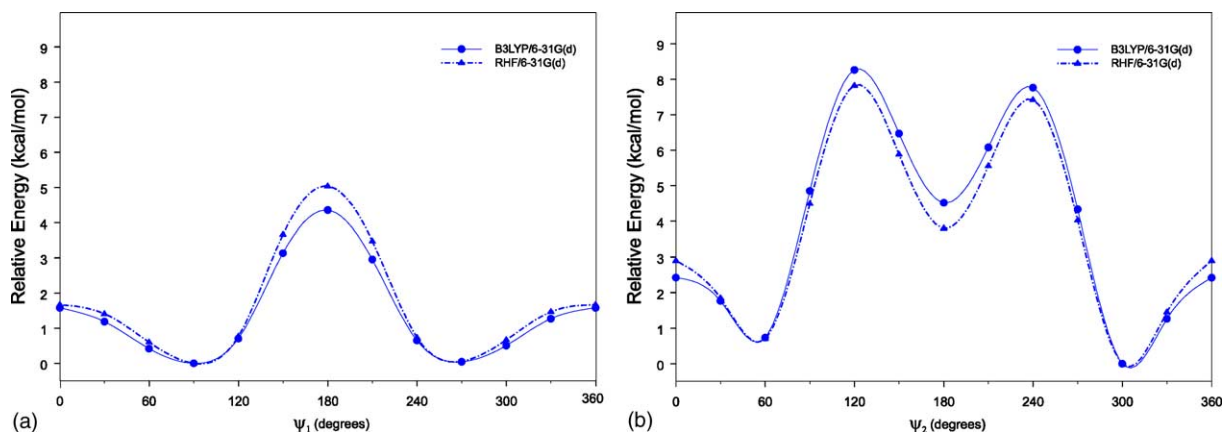 9
8
7
6
5
4
3
2
1
0
Relative Energy (kcal/mol)
B3LYP/6-31G(d)
RHF/6-31G(d)
0 60 120 180 240 300 360
(a) Ψ1 (degrees)
9
8
7
6
5
4
3
2
1
0
Relative Energy (kcal/mol)
B3LYP/6-31G(d)
RHF/6-31G(d)
0 60 120 180 240 300 360
(b) Ψ2 (degrees)